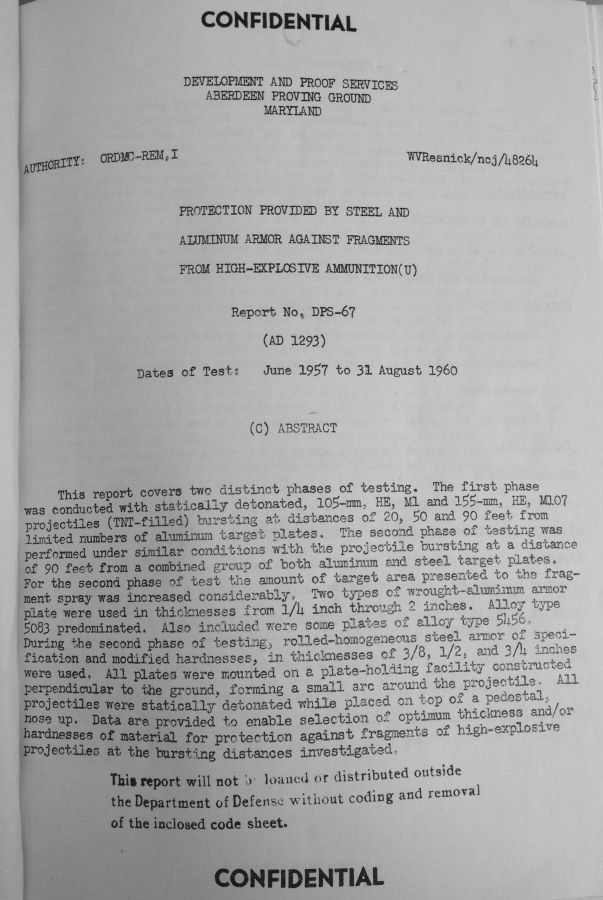 CONFIDENTIAL
DEVELOPMENT AND PROOF SERVICES
ABERDEEN PROVING GROUND
MARYLAND
AUTHORITY: ORDMC-REM,I WVResnick/ncj/48264
PROTECTION PROVIDED BY STEEL AND
ALUMINUM ARMOR AGAINST FRAGMENTS
FROM HIGH-EXPLOSIVE AMMUNITION(U)
Report No. DPS-67
(AD 1293)
Dates of Test: June 1957 to 31 August 1960
(C) ABSTRACT
This report covers two distinct phases of testing. The first phase
was conducted with statically detonated, 105-mm, HE, M1 and 155-mm, HE, M107
projectiles (TNT-filled) bursting at distances of 20, 50 and 90 feet from
limited numbers of aluminum target plates. The second phase of testing was
performed under similar conditions with the projectile bursting at a distance
of 90 feet from a combined group of both aluminum and steel target plates.
For the second phase of test the amount of target area presented to the frag-
ment spray was increased considerably. Two types of wrought-aluminum armor
plate were used in thicknesses from 1/4 inch through 2 inches. Alloy type
5083 predominated. Also included were some plates of alloy type 5456.
During the second phase of testing, rolled-homogeneous steel armor of speci-
fication and modified hardnesses, in thicknesses of 3/8, 1/2, and 3/4 inches
were used. All plates were mounted on a plate-holding facility constructed
perpendicular to the ground, forming a small arc around the projectile. All
projectiles were statically detonated while placed on top of a pedestal,
nose up. Data are provided to enable selection of optimum thickness and/or
hardnesses of material for protection against fragments of high-explosive
projectiles at the bursting distances investigated.
This report will not be loaned or distributed outside
the Department of Defense without coding and removal
of the inclosed code sheet.
CONFIDENTIAL